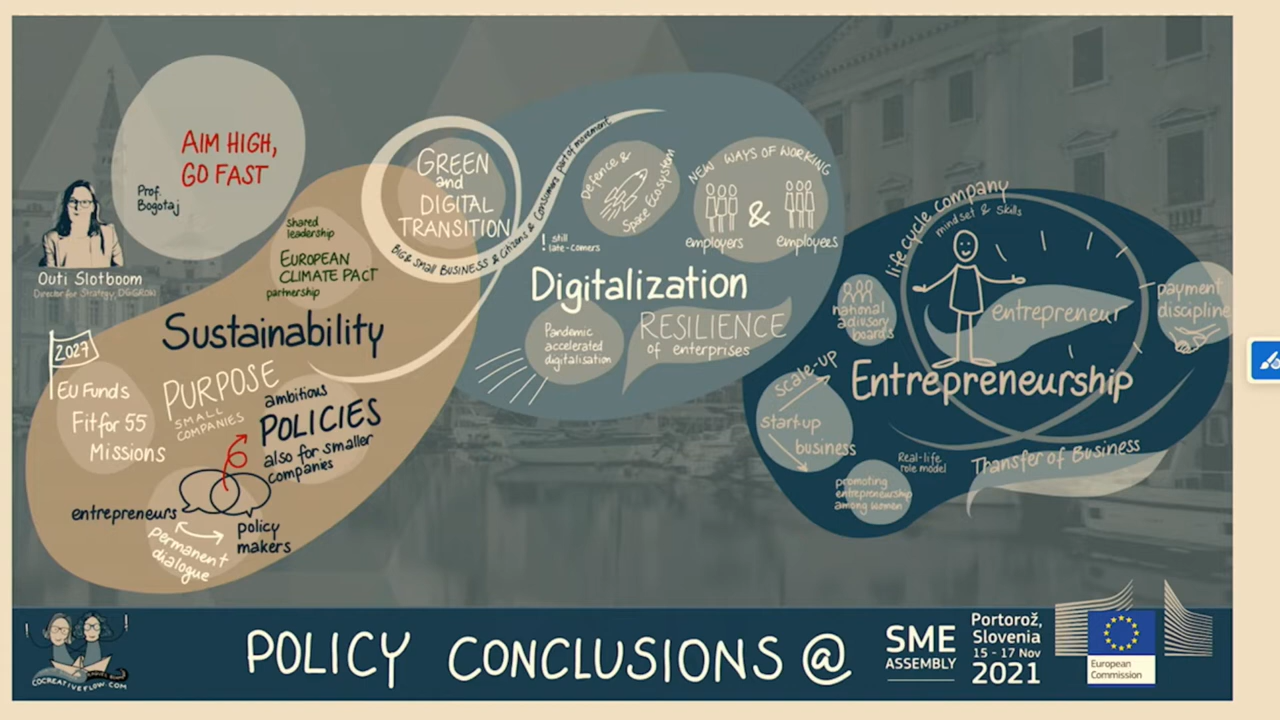 AIM HIGH,
GO FAST
Prof.
Bogotaj
Outi Slotboom
Director for Strategy, DG GROW
shared
leadership
EUROPEAN
CLIMATE PACT
partnership
Sustainability
2027
EU Funds
Fit for 55
Missions
PURPOSE
SMALL
COMPANIES
ambitious
POLICIES
also for smaller
companies
entrepreneurs
policy
makers
permanent
dialogue
GREEN
and
DIGITAL
TRANSITION
BIG & small BUSINESS & Citizens & Consumers part of movement
! still
late-comers
Defence &
Space Ecosystem
NEW WAYS OF WORKING
&
employers
employees
Digitalization
Pandemic
accelerated
digitalisation
RESILIENCE
of enterprises
lifecycle company
mindset & Skills
entrepreneur
national
advisory
boards
payment
discipline
Entrepreneurship
scale-up
start-up
business
Real-life
role model
promoting
entrepreneurship
among women
Transfer of Business
COCREATIVEFLOW.COM
POLICY CONCLUSIONS @
SME
ASSEMBLY
Portorož,
Slovenia
15 - 17 Nov
2021
European
Commission